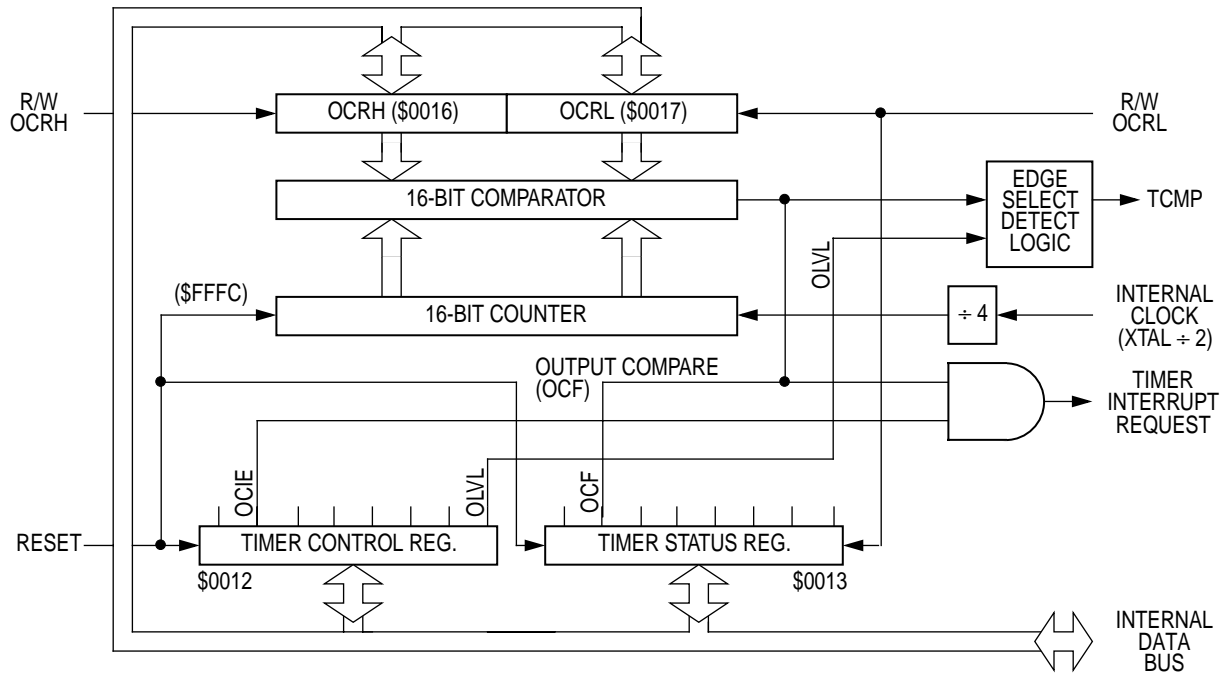 R/W
OCRH
OCRH ($0016)
OCRL ($0017)
R/W
OCRL
16-BIT COMPARATOR
EDGE
SELECT
DETECT
LOGIC
TCMP
OLVL
($FFFC)
16-BIT COUNTER
÷ 4
INTERNAL
CLOCK
(XTAL ÷ 2)
OUTPUT COMPARE
(OCF)
TIMER
INTERRUPT
REQUEST
OCIE
OLVL
OCF
RESET
TIMER CONTROL REG.
TIMER STATUS REG.
$0012
$0013
INTERNAL
DATA
BUS